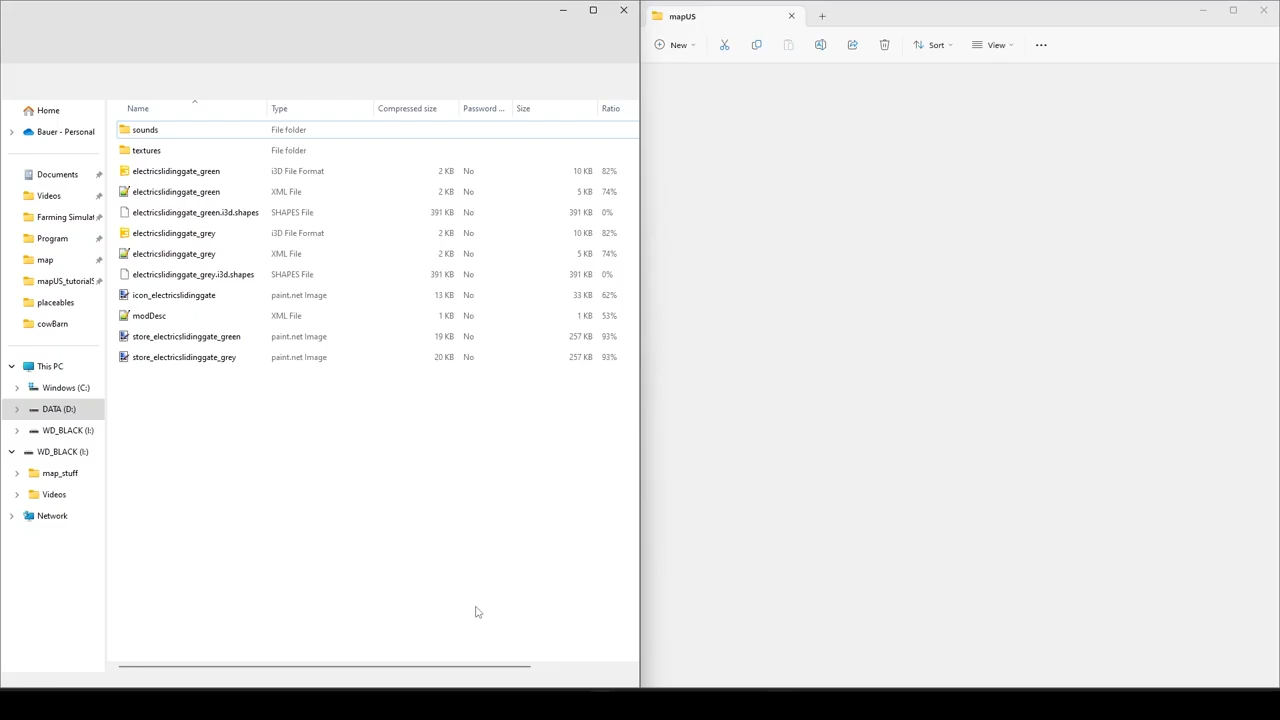 mapUS
New
Sort
View
Name Type Compressed size Password ... Size Ratio
Home
Bauer - Personal
Documents
Videos
Farming Simulat
Program
map
mapUS_tutorialS
placeables
cowBarn
This PC
Windows (C:)
DATA (D:)
WD_BLACK (I:)
WD_BLACK (I:)
map_stuff
Videos
Network
sounds File folder
textures File folder
electricslidinggate_green i3D File Format 2 KB No 10 KB 82%
electricslidinggate_green XML File 2 KB No 5 KB 74%
electricslidinggate_green.i3d.shapes SHAPES File 391 KB No 391 KB 0%
electricslidinggate_grey i3D File Format 2 KB No 10 KB 82%
electricslidinggate_grey XML File 2 KB No 5 KB 74%
electricslidinggate_grey.i3d.shapes SHAPES File 391 KB No 391 KB 0%
icon_electricslidinggate paint.net Image 13 KB No 33 KB 62%
modDesc XML File 1 KB No 1 KB 53%
store_electricslidinggate_green paint.net Image 19 KB No 257 KB 93%
store_electricslidinggate_grey paint.net Image 20 KB No 257 KB 93%